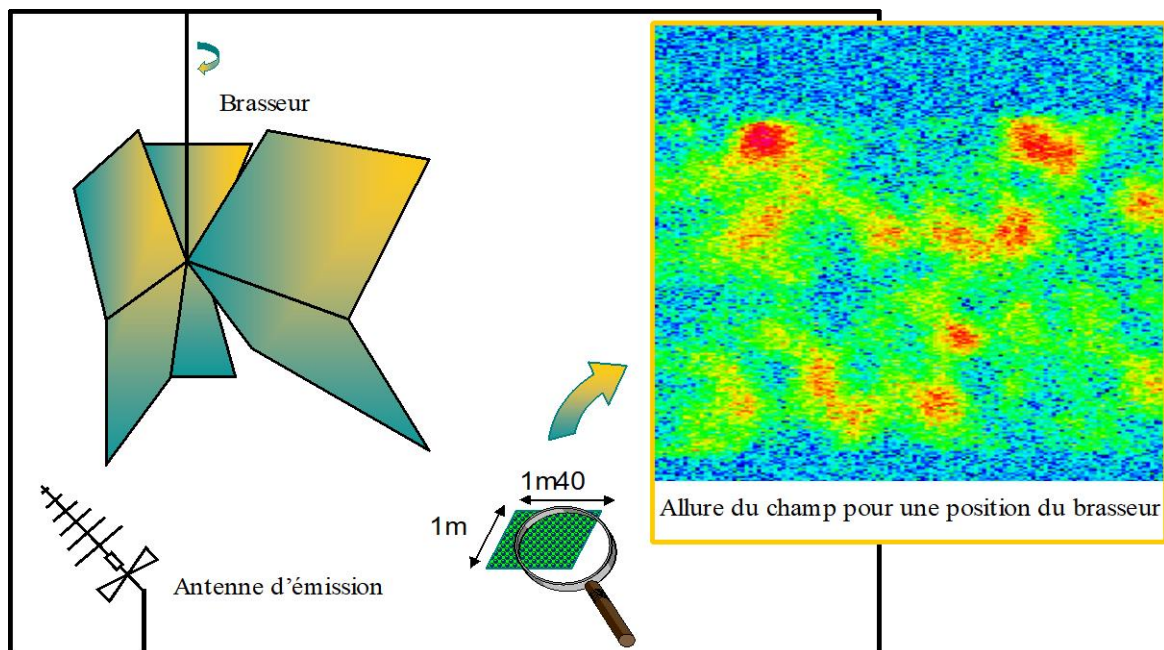 Brasseur
Allure du champ pour une position du brasseur
1m40
1m
Antenne d’émission